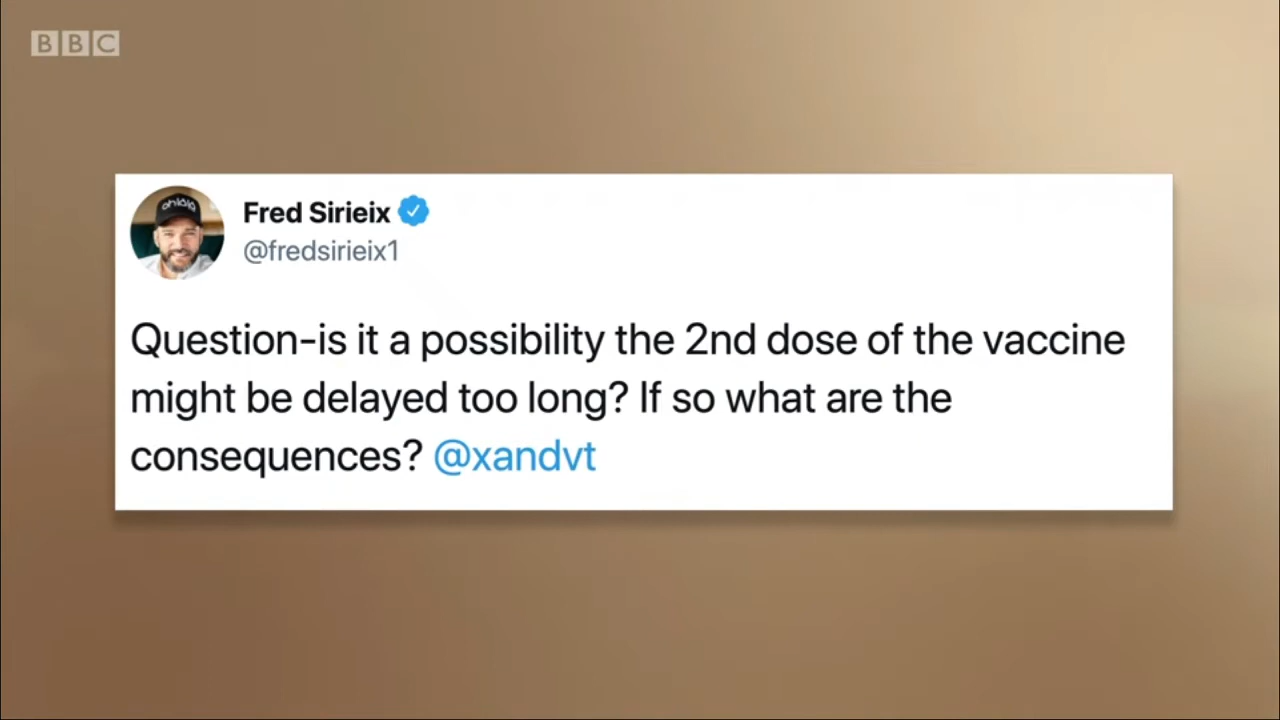 BBC
ohlàlà
Fred Sirieix
@fredsirieix1
Question-is it a possibility the 2nd dose of the vaccine
might be delayed too long? If so what are the
consequences? @xandvt